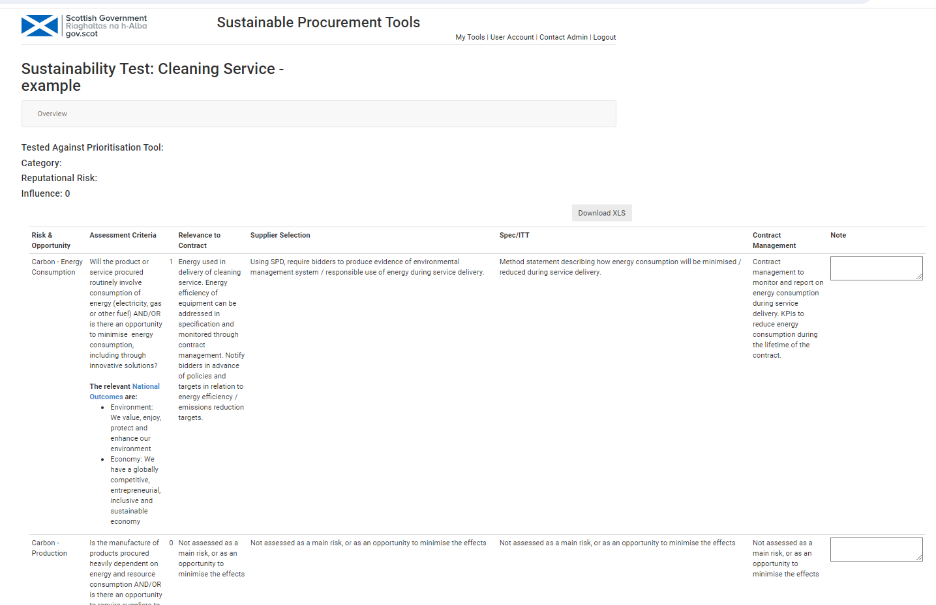 Scottish Government
Riaghaltas na h-Alba
gov.scot
Sustainable Procurement Tools
My Tools | User Account | Contact Admin | Logout
Sustainability Test: Cleaning Service -
example
Overview
Tested Against Prioritisation Tool:
Category:
Reputational Risk:
Influence: 0
Download XLS
Risk &
Opportunity
Assessment Criteria
Relevance to
Contract
Supplier Selection
Spec/ITT
Contract
Management
Note
Carbon - Energy
Consumption
Will the product or
service procured
routinely involve
consumption of
energy (electricity, gas
or other fuel) AND/OR
is there an opportunity
to minimise energy
consumption,
including through
innovative solutions?
The relevant National
Outcomes are:
• Environment:
We value, enjoy,
protect and
enhance our
environment
• Economy: We
have a globally
competitive,
entrepreneurial,
inclusive and
sustainable
economy
1
Energy used in
delivery of cleaning
service. Energy
efficiency of
equipment can be
addressed in
specification and
monitored through
contract
management. Notify
bidders in advance
of policies and
targets in relation to
energy efficiency /
emissions reduction
targets.
Using SPD, require bidders to produce evidence of environmental
management system / responsible use of energy during service delivery.
Method statement describing how energy consumption will be minimised /
reduced during service delivery.
Contract
management to
monitor and report on
energy consumption
during service
delivery. KPIs to
reduce energy
consumption during
the lifetime of the
contract.
Carbon -
Production
Is the manufacture of
products procured
heavily dependent on
energy and resource
consumption AND/OR
is there an opportunity
to require suppliers to
0
Not assessed as a
main risk, or as an
opportunity to
minimise the effects
Not assessed as a main risk, or as an opportunity to minimise the effects
Not assessed as a main risk, or as an opportunity to minimise the effects
Not assessed as a
main risk, or as an
opportunity to
minimise the effects